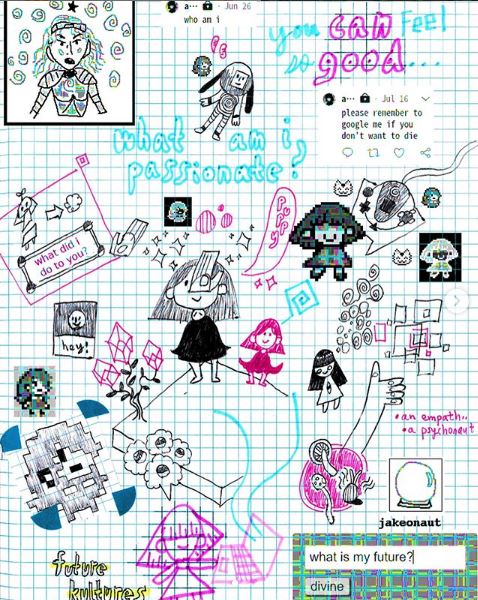 a··· · Jun 26
who am i
you can feel
so good...
a··· · Jul 16
please remember to
google me if you
don't want to die
what am i
passionate?
puppy
what did i
do to you?
hey!
• an empath..
• a psychonaut
jakeonaut
what is my future?
divine
future
kultures